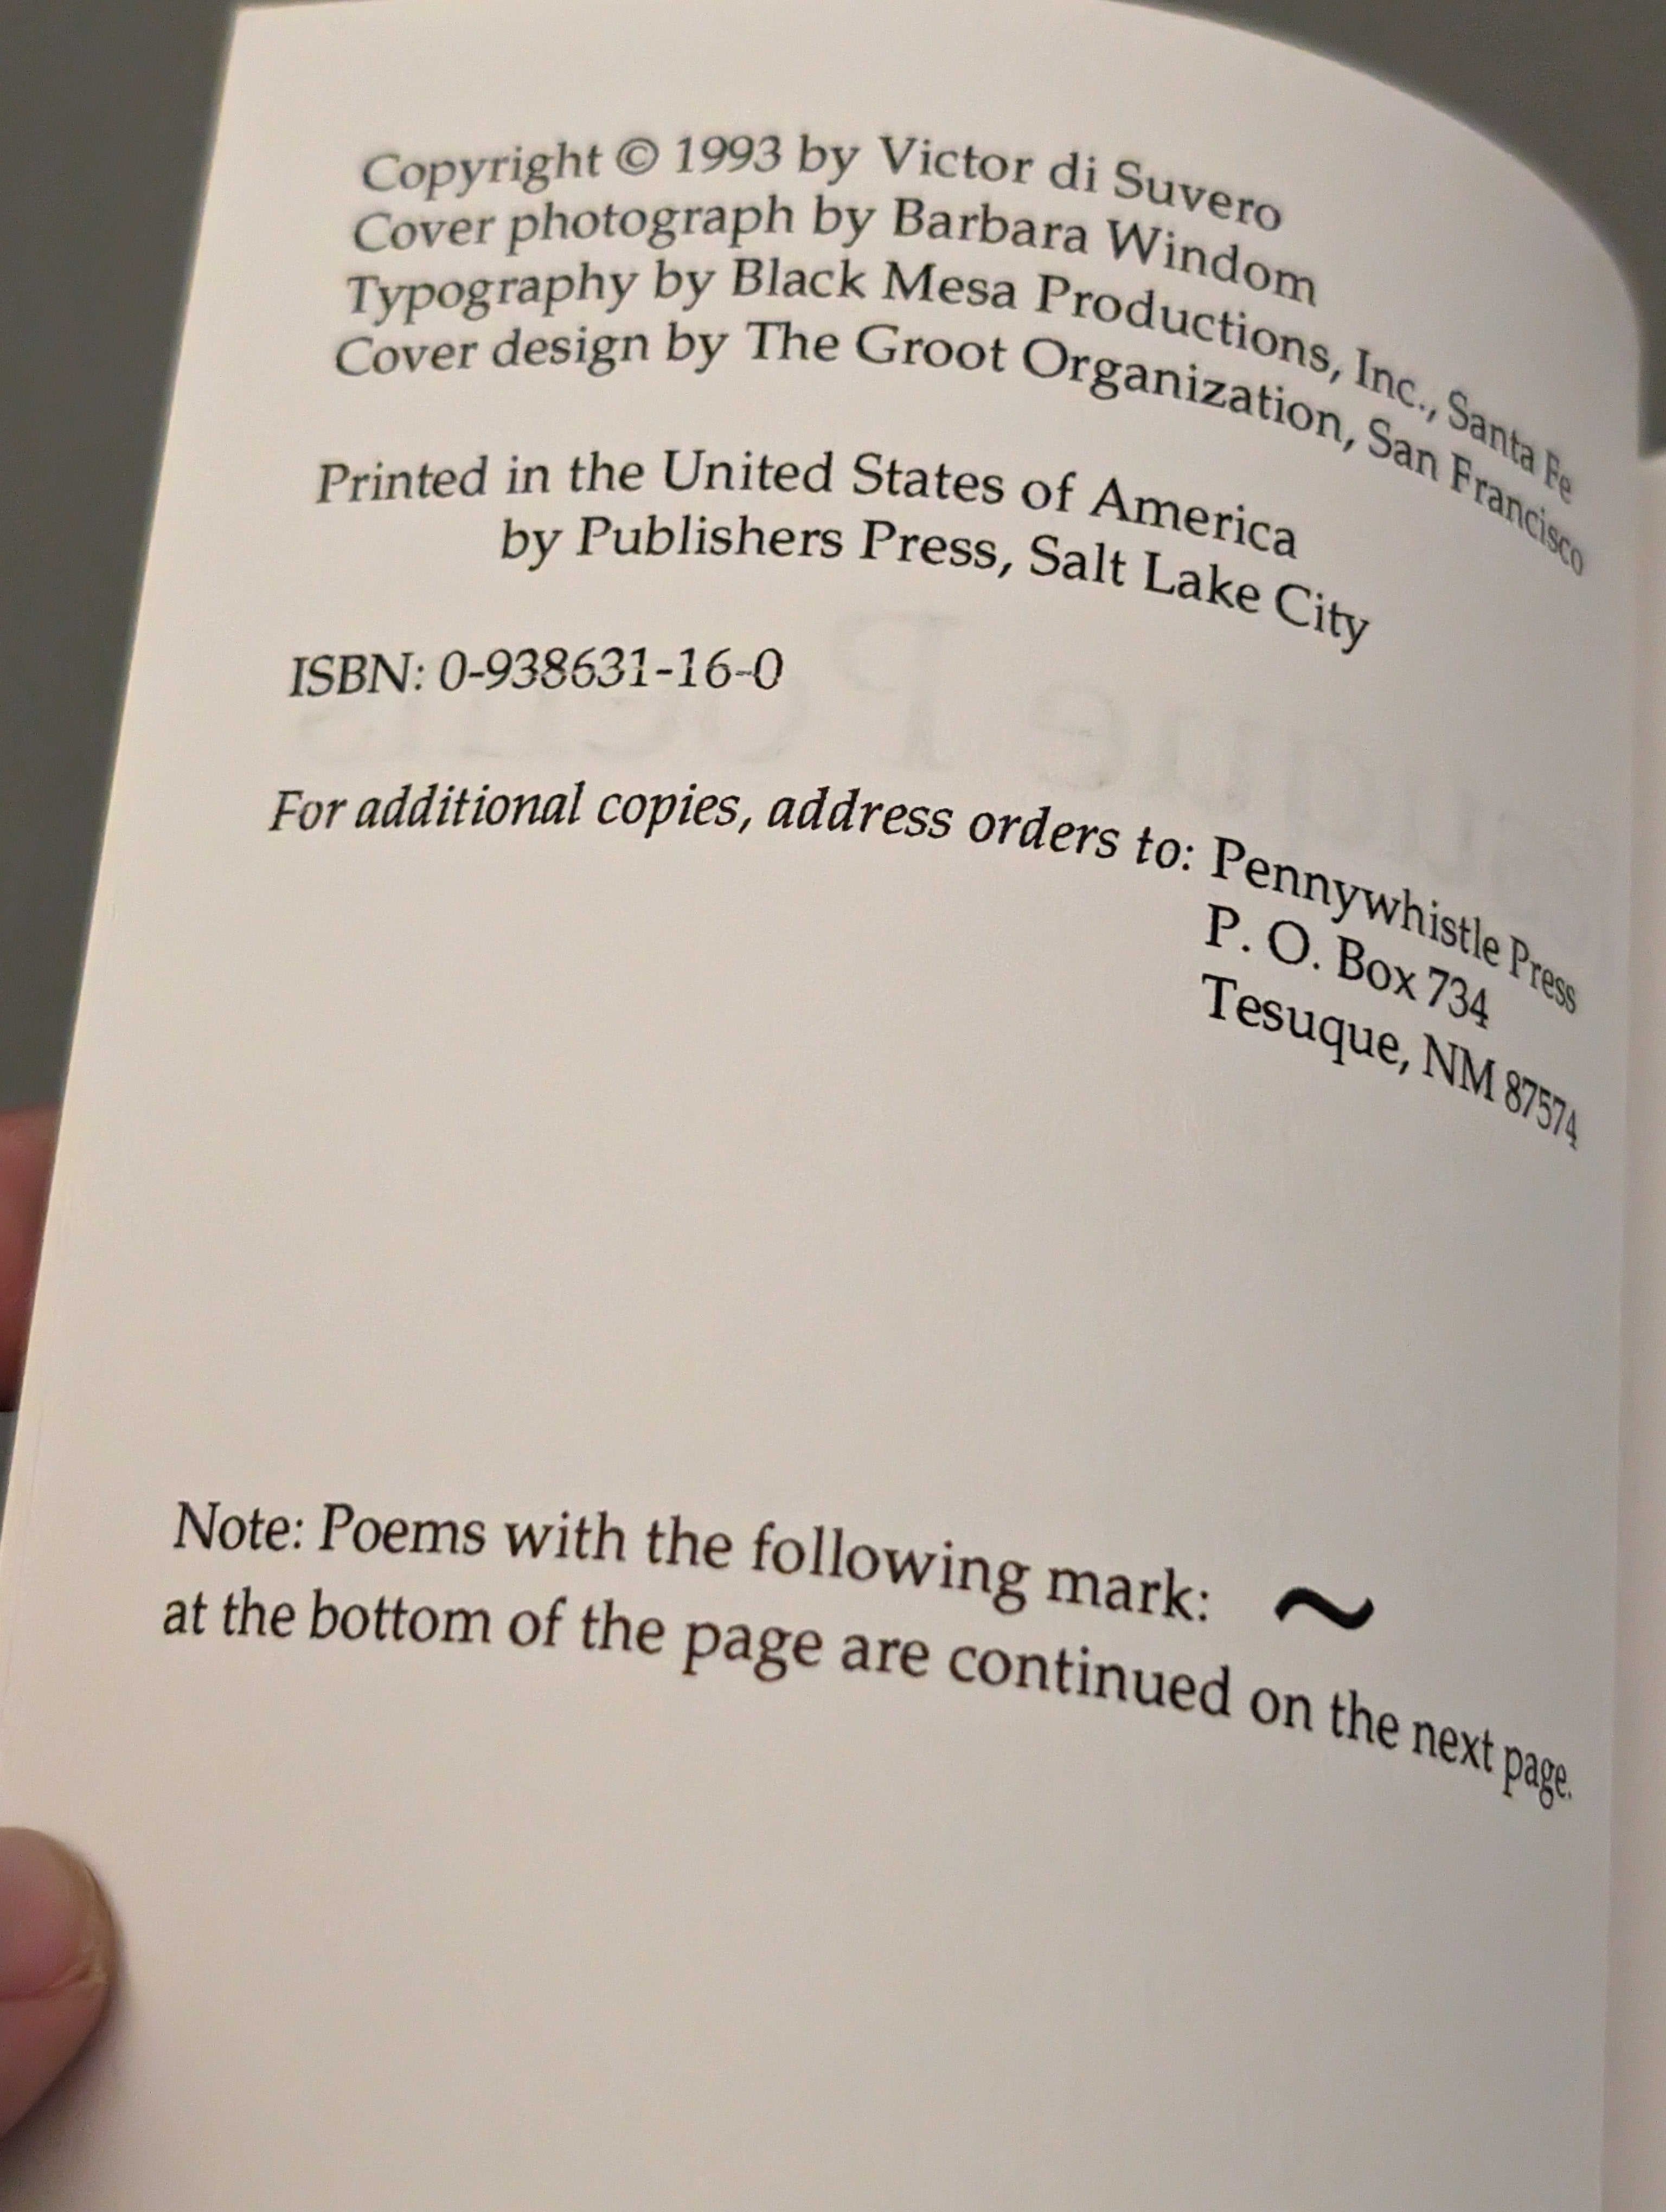 Copyright © 1993 by Victor di Suvero
Cover photograph by Barbara Windom
Typography by Black Mesa Productions, Inc., Santa Fe
Cover design by The Groot Organization, San Francisco
Printed in the United States of America
by Publishers Press, Salt Lake City
ISBN: 0-938631-16-0
For additional copies, address orders to: Pennywhistle Press
P. O. Box 734
Tesuque, NM 87574
Note: Poems with the following mark: ~
at the bottom of the page are continued on the next page.